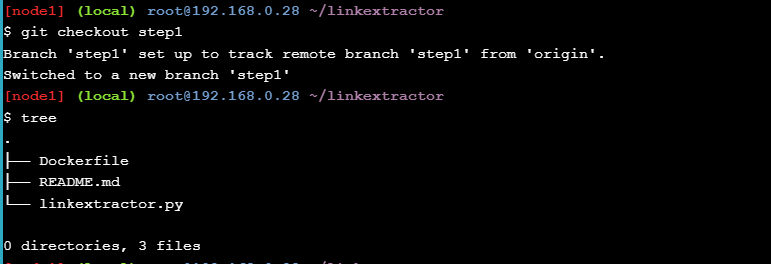 [node1] (local) root@192.168.0.28 ~/linkextractor
$ git checkout step1
Branch 'step1' set up to track remote branch 'step1' from 'origin'.
Switched to a new branch 'step1'
[node1] (local) root@192.168.0.28 ~/linkextractor
$ tree
.
├── Dockerfile
├── README.md
└── linkextractor.py
0 directories, 3 files